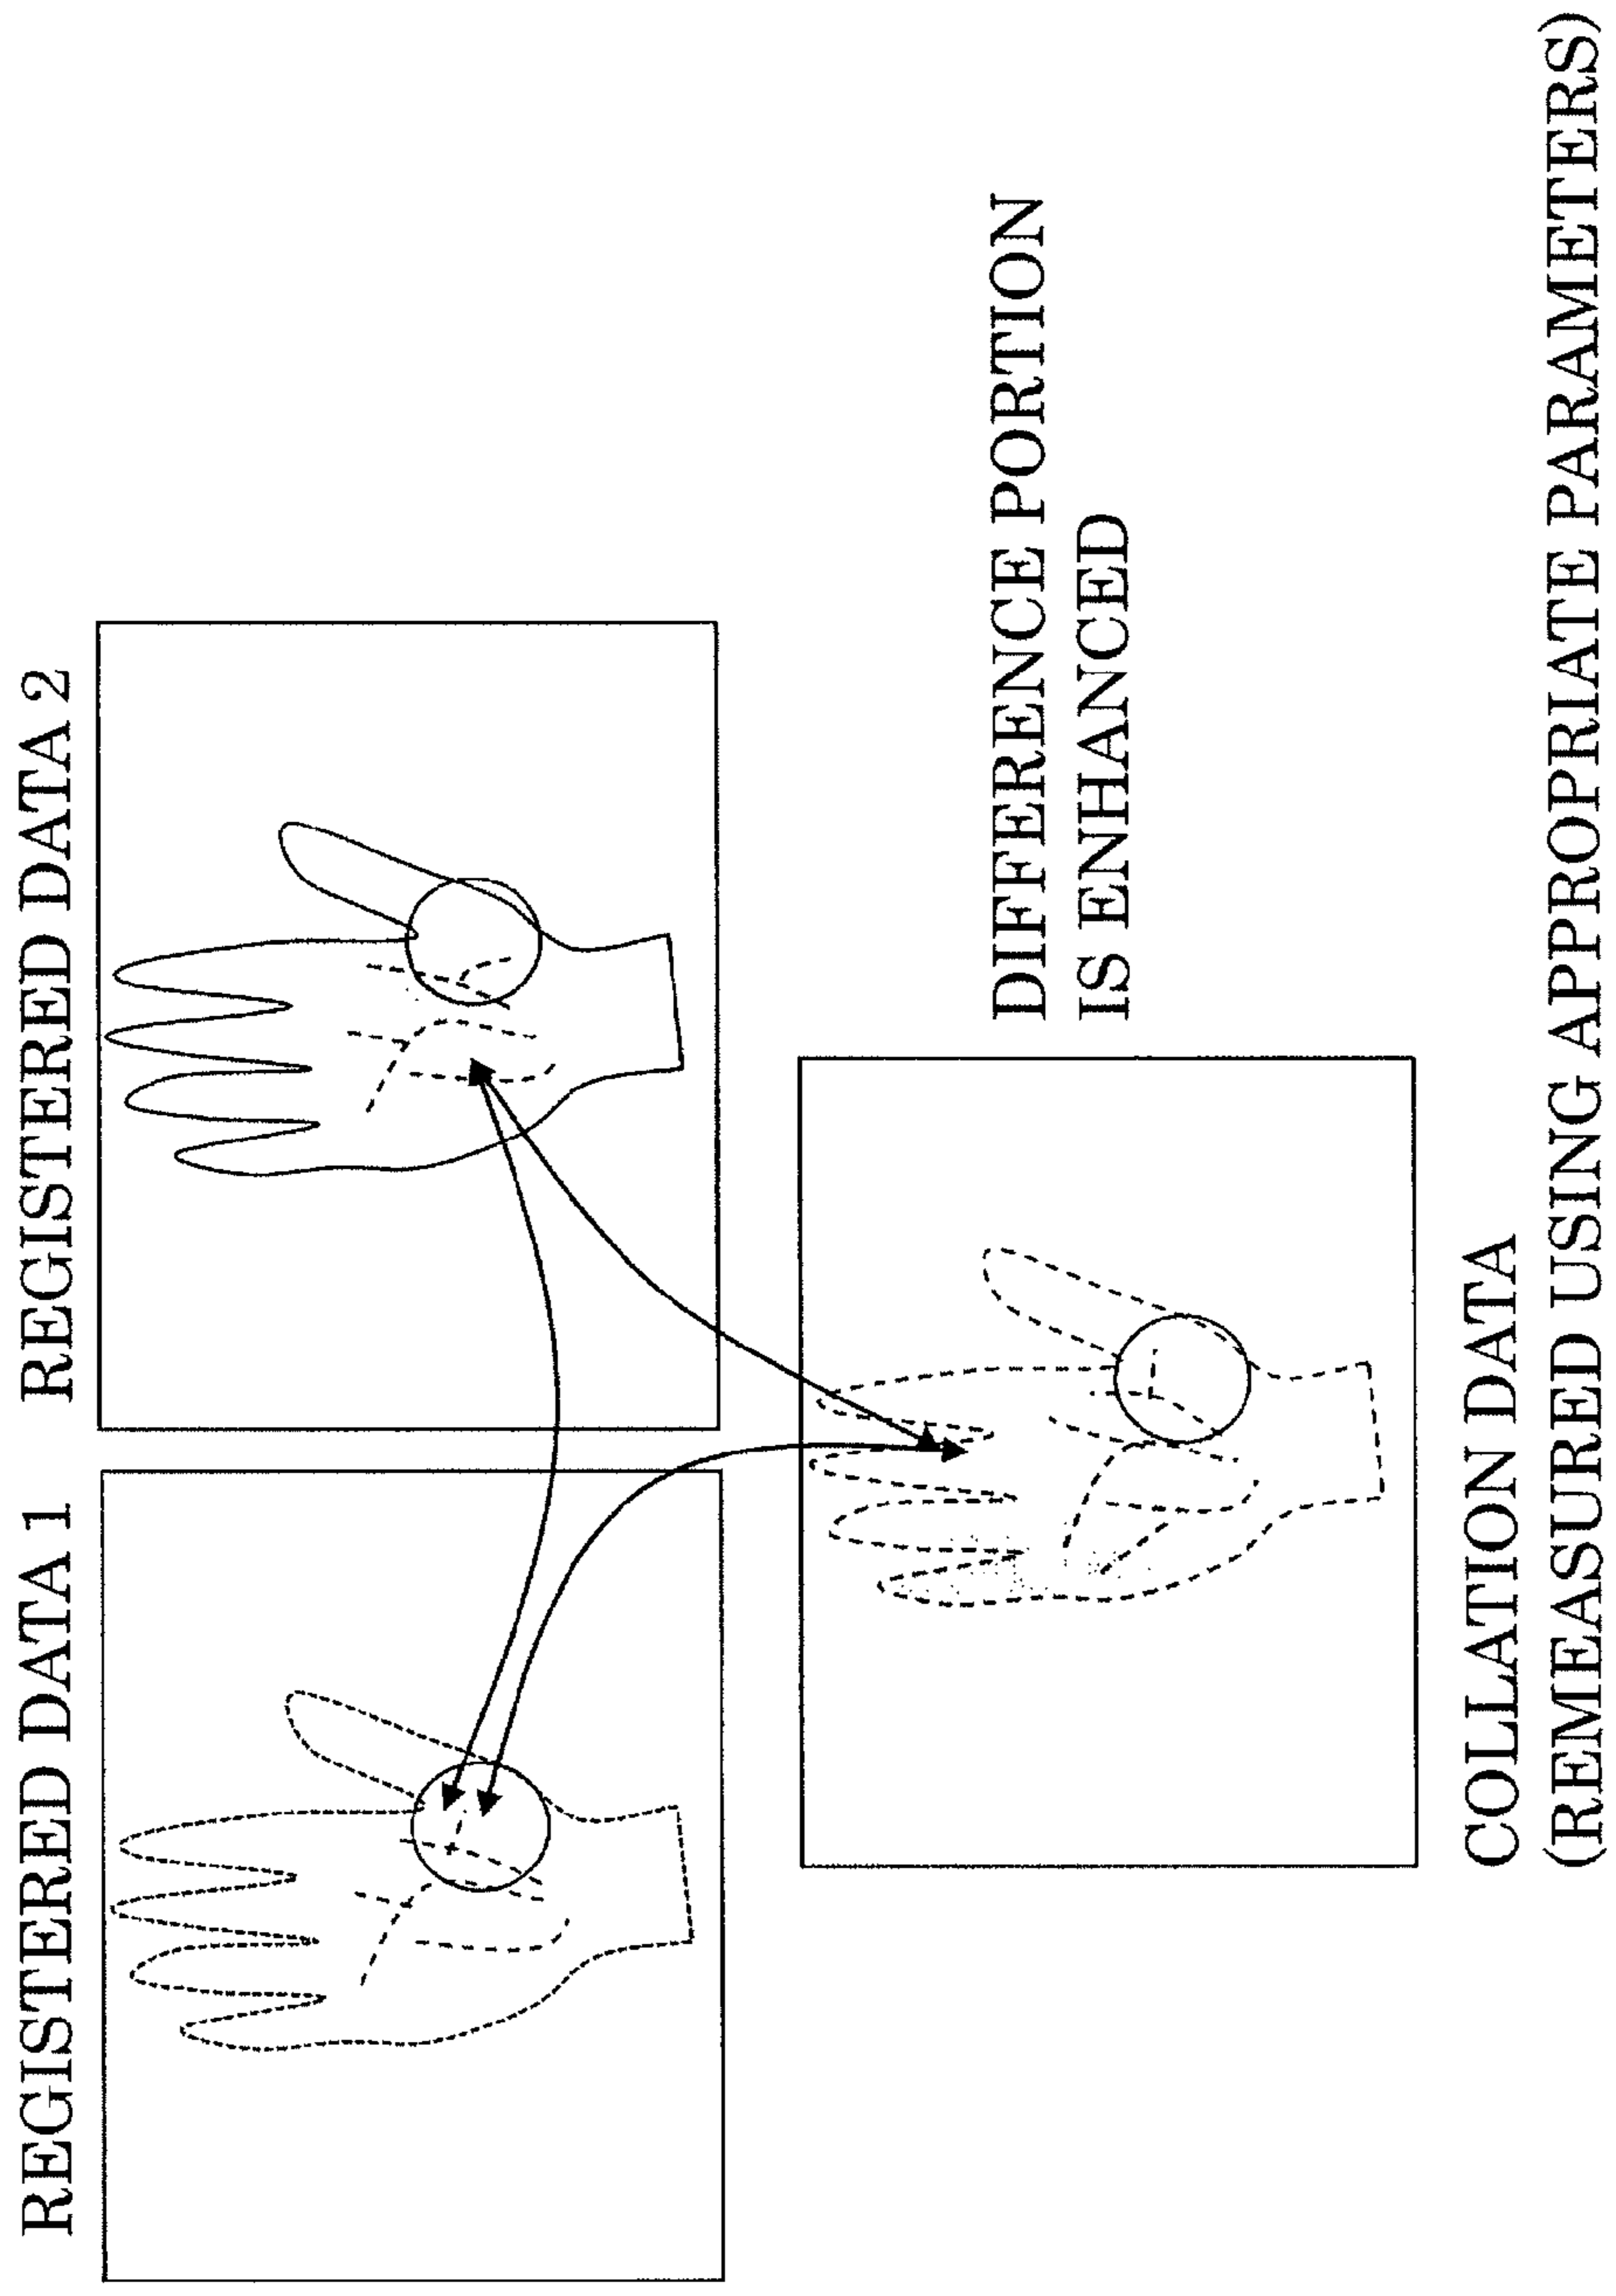 REGISTERED DATA 1
REGISTERED DATA 2
DIFFERENCE PORTION
IS ENHANCED
COLLATION DATA
(REMEASURED USING APPROPRIATE PARAMETERS)